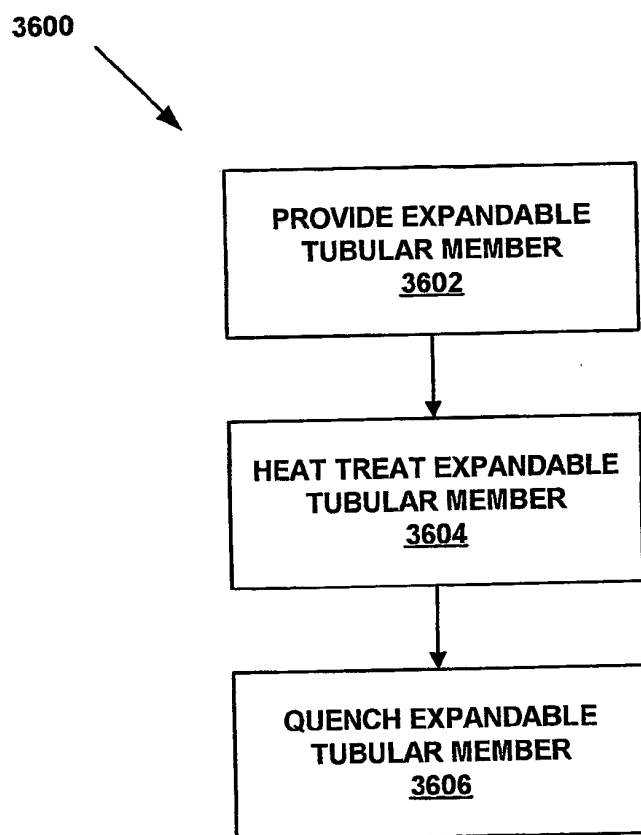 3600
PROVIDE EXPANDABLE
TUBULAR MEMBER
3602
HEAT TREAT EXPANDABLE
TUBULAR MEMBER
3604
QUENCH EXPANDABLE
TUBULAR MEMBER
3606